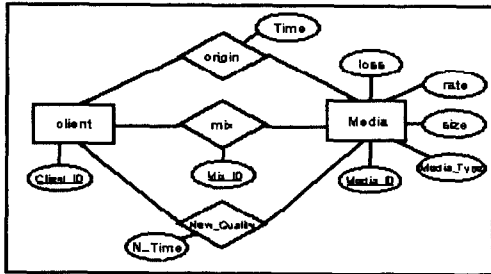 Time
origin
loss
rate
client
mix
Media
size
Client_ID
Mix_ID
Media_ID
Media_Type
New_Quality
N_Time